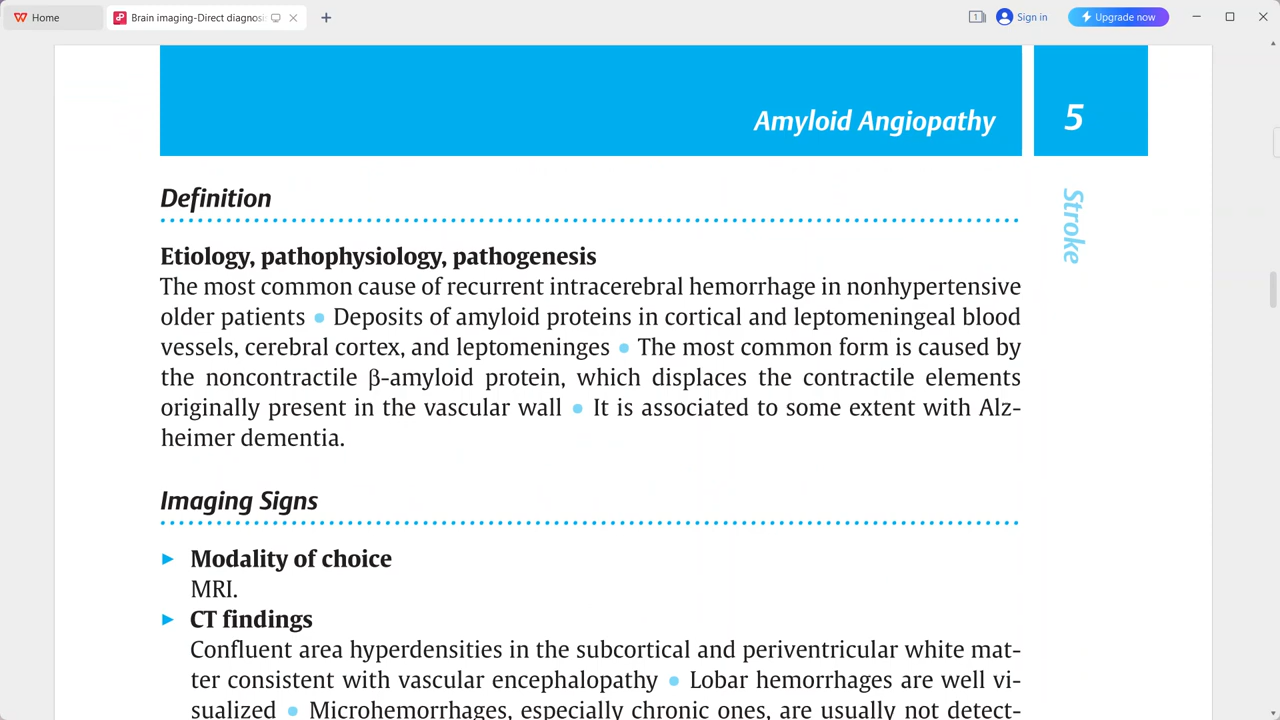 Home
Brain imaging-Direct diagnosi
1
Sign in
Upgrade now
Amyloid Angiopathy
5
Stroke
Definition
Etiology, pathophysiology, pathogenesis
The most common cause of recurrent intracerebral hemorrhage in nonhypertensive
older patients ● Deposits of amyloid proteins in cortical and leptomeningeal blood
vessels, cerebral cortex, and leptomeninges ● The most common form is caused by
the noncontractile β-amyloid protein, which displaces the contractile elements
originally present in the vascular wall ● It is associated to some extent with Alz-
heimer dementia.
Imaging Signs
► Modality of choice
MRI.
► CT findings
Confluent area hyperdensities in the subcortical and periventricular white mat-
ter consistent with vascular encephalopathy ● Lobar hemorrhages are well vi-
sualized ● Microhemorrhages, especially chronic ones, are usually not detect-